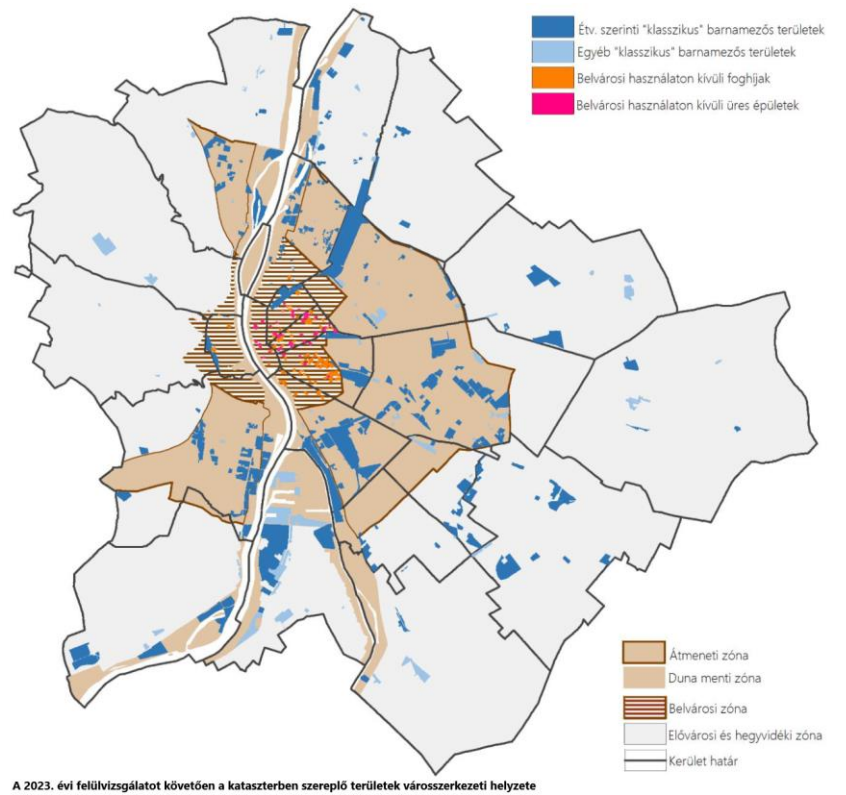 Étv. szerinti "klasszikus" barnamezős területek
Egyéb "klasszikus" barnamezős területek
Belvárosi használaton kívüli foghíjak
Belvárosi használaton kívüli üres épületek
Átmeneti zóna
Duna menti zóna
Belvárosi zóna
Elővárosi és hegyvidéki zóna
Kerület határ
A 2023. évi felülvizsgálatot követően a kataszterben szereplő területek városszerkezeti helyzete